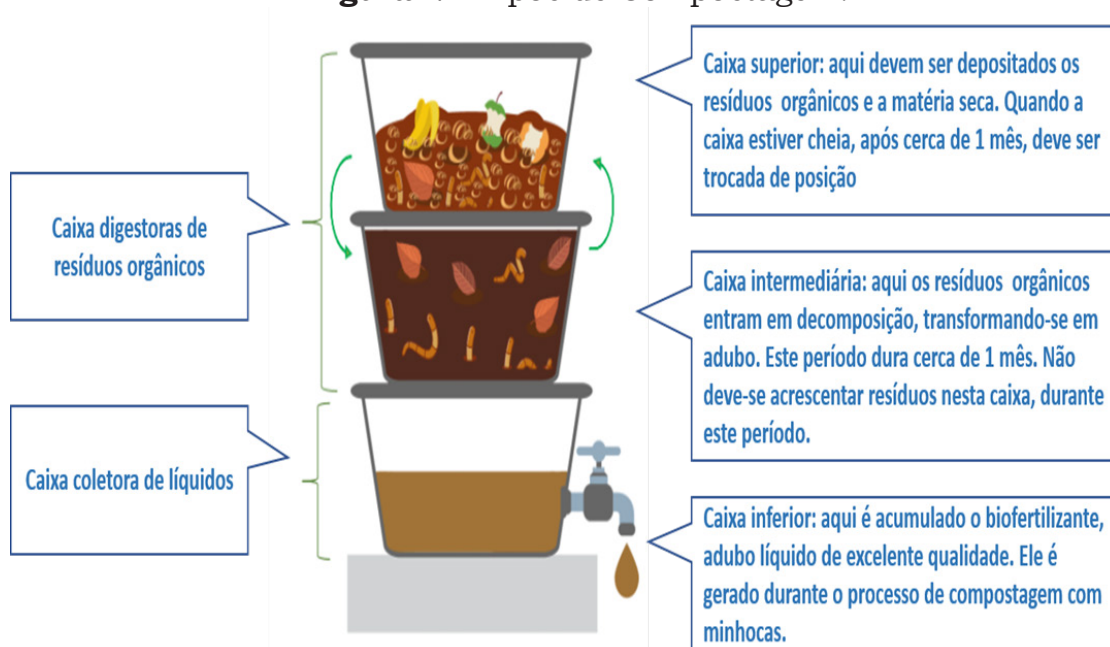 Caixa superior: aqui devem ser depositados os
resíduos orgânicos e a matéria seca. Quando a
caixa estiver cheia, após cerca de 1 mês, deve ser
trocada de posição
Caixa digestoras de
resíduos orgânicos
Caixa intermediária: aqui os resíduos orgânicos
entram em decomposição, transformando-se em
adubo. Este período dura cerca de 1 mês. Não
deve-se acrescentar resíduos nesta caixa, durante
este período.
Caixa coletora de líquidos
Caixa inferior: aqui é acumulado o biofertilizante,
adubo líquido de excelente qualidade. Ele é
gerado durante o processo de compostagem com
minhocas.